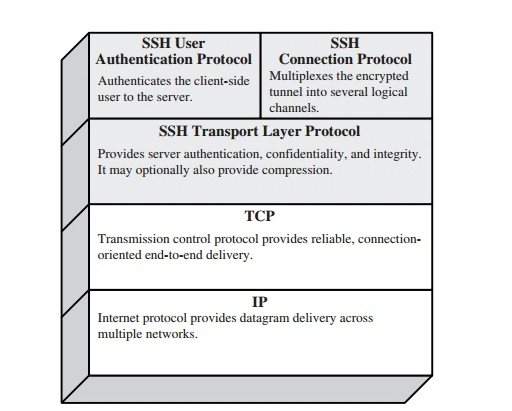 SSH User
Authentication Protocol
Authenticates the client-side
user to the server.
SSH
Connection Protocol
Multiplexes the encrypted
tunnel into several logical
channels.
SSH Transport Layer Protocol
Provides server authentication, confidentiality, and integrity.
It may optionally also provide compression.
TCP
Transmission control protocol provides reliable, connection-
oriented end-to-end delivery.
IP
Internet protocol provides datagram delivery across
multiple networks.